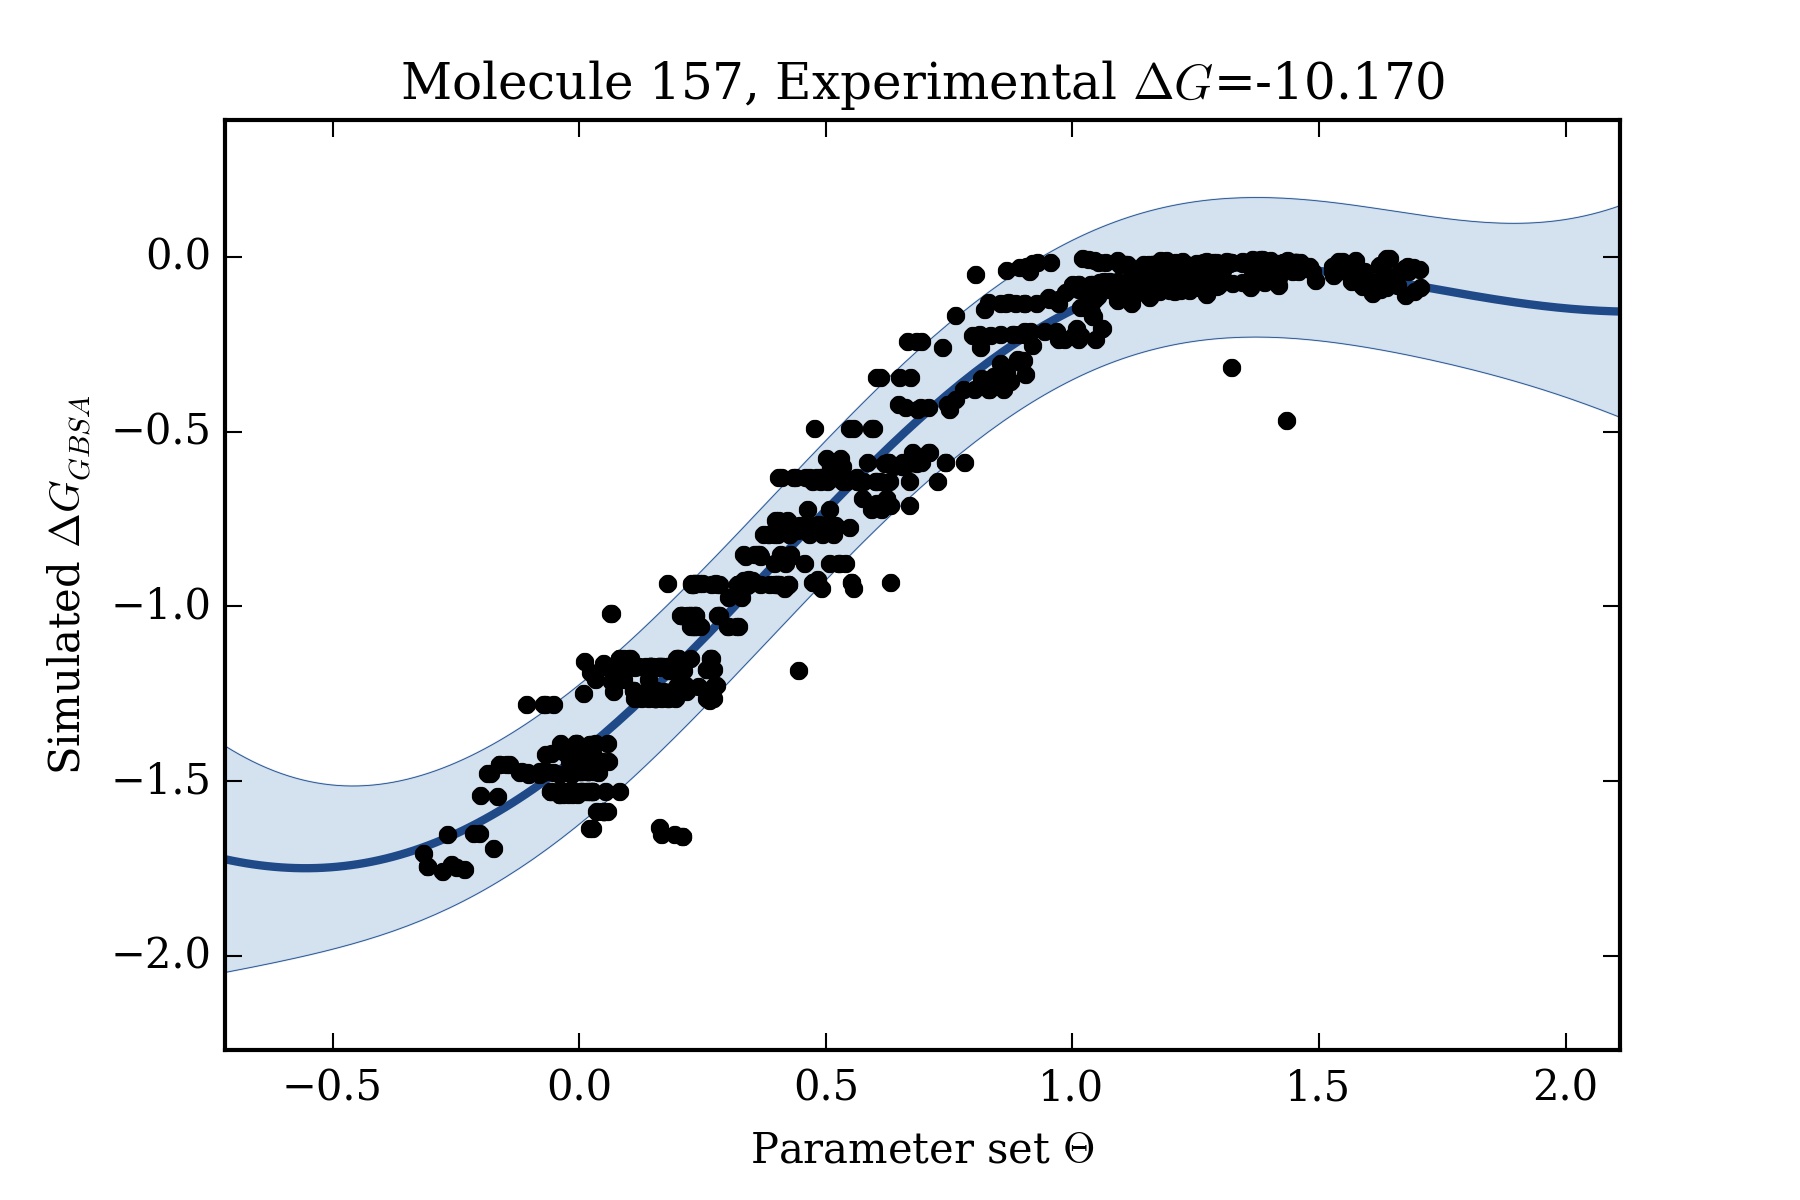 Molecule 157, Experimental ΔG=-10.170
Simulated ΔG_GBSA
0.0
−0.5
−1.0
−1.5
−2.0
−0.5 0.0 0.5 1.0 1.5 2.0
Parameter set Θ